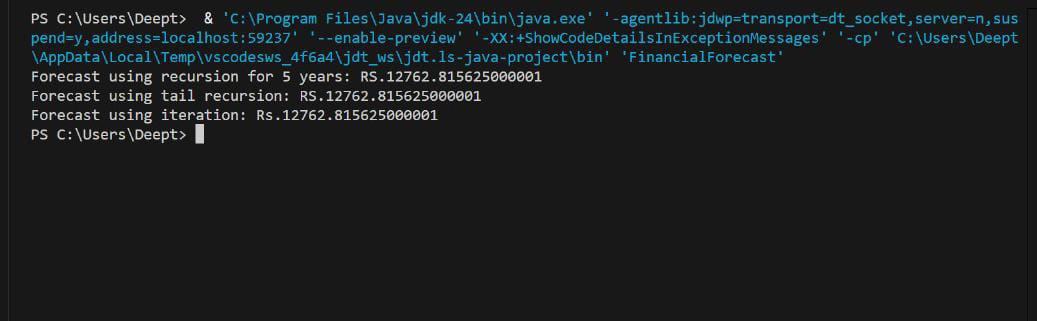 PS C:\Users\Deept>  & 'C:\Program Files\Java\jdk-24\bin\java.exe' '-agentlib:jdwp=transport=dt_socket,server=n,sus
pend=y,address=localhost:59237' '--enable-preview' '-XX:+ShowCodeDetailsInExceptionMessages' '-cp' 'C:\Users\Deept
\AppData\Local\Temp\vscodesws_4f6a4\jdt_ws\jdt.ls-java-project\bin' 'FinancialForecast'
Forecast using recursion for 5 years: RS.12762.815625000001
Forecast using tail recursion: RS.12762.815625000001
Forecast using iteration: Rs.12762.815625000001
PS C:\Users\Deept>